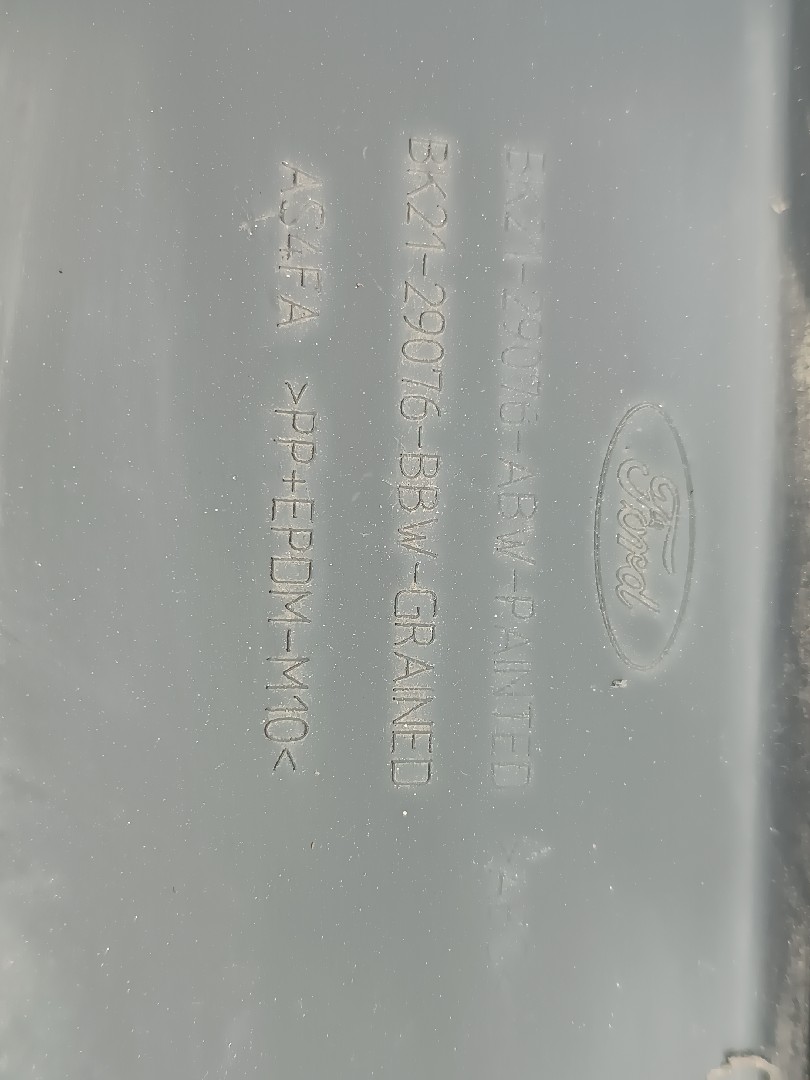 Ford
BK21-29076-ABW-PAINTED
BK21-29076-BBW-GRAINED
AS4FA >PP+EPDM-M10<